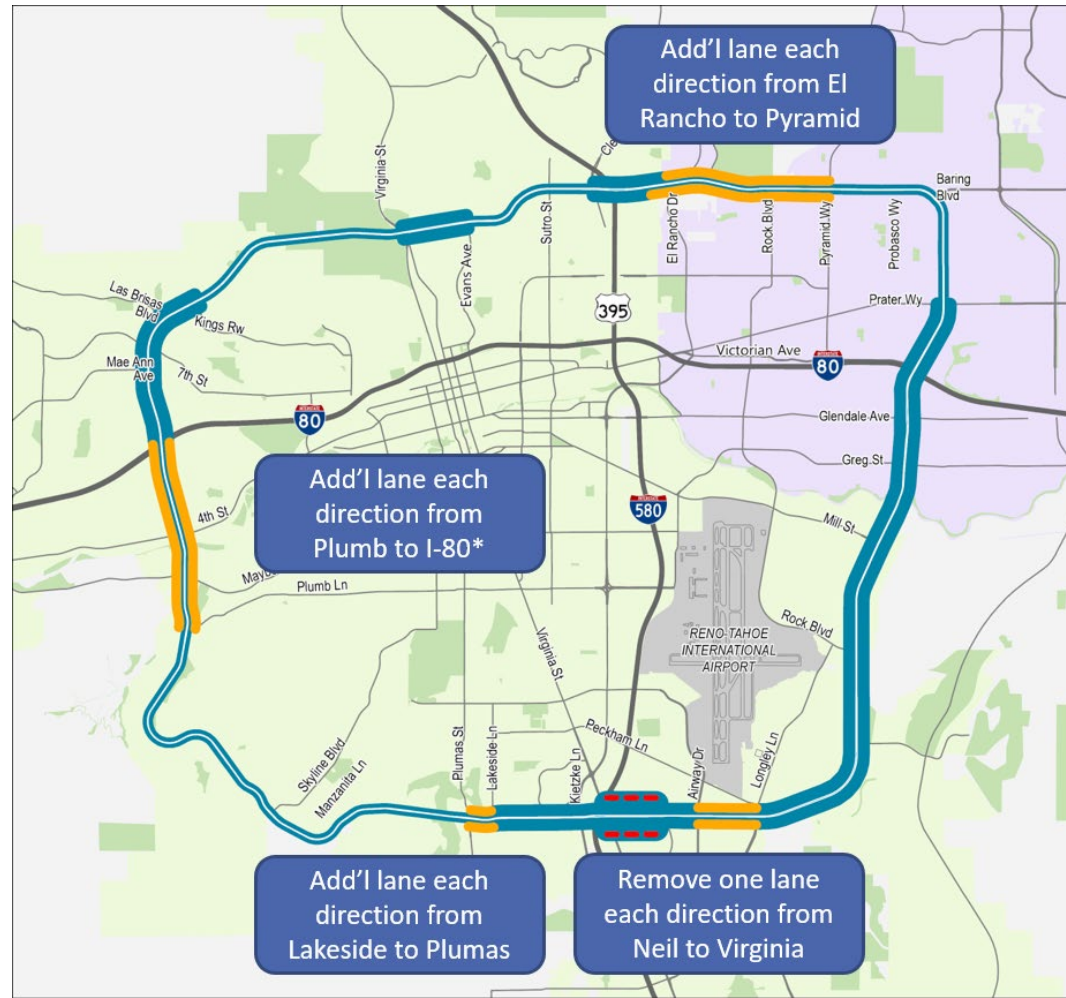 Add’l lane each
direction from El
Rancho to Pyramid
Virginia St
Sutro St
Evans Ave
El Rancho Dr
Rock Blvd
Pyramid Wy
Probasco Wy
Baring
Blvd
Las Brisas
Blvd
Kings Rw
Mae Ann
Ave
7th St
395
Prater Wy
Victorian Ave
INTERSTATE
80
INTERSTATE
80
Glendale Ave
Greg St
4th St
Add’l lane each
direction from
Plumb to I-80*
INTERSTATE
580
Mill St
Plumb Ln
Rock Blvd
RENO-TAHOE
INTERNATIONAL
AIRPORT
Virginia St
Skyline Blvd
Manzanita Ln
Plumas St
Lakeside Ln
Kietzke Ln
Peckham Ln
Airway Dr
Longley Ln
Add’l lane each
direction from
Lakeside to Plumas
Remove one lane
each direction from
Neil to Virginia